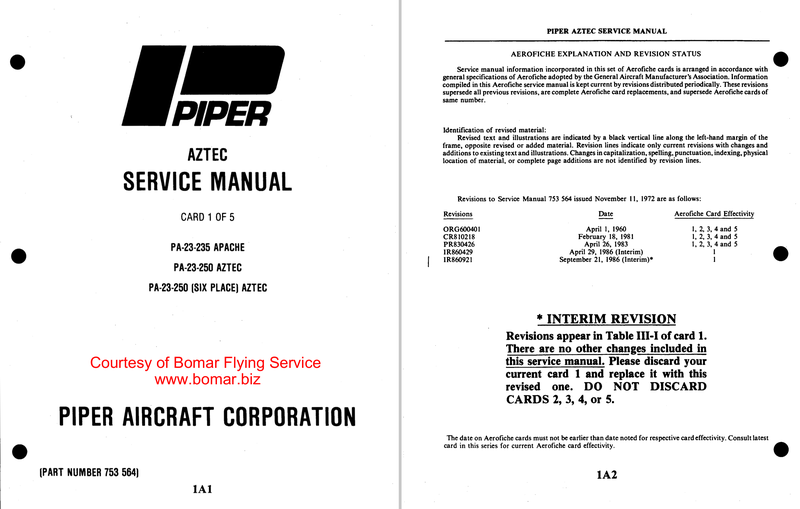 PIPER
AZTEC
SERVICE MANUAL
CARD 1 OF 5
PA-23-235 APACHE
PA-23-250 AZTEC
PA-23-250 (SIX PLACE) AZTEC
Courtesy of Bomar Flying Service
www.bomar.biz
PIPER AIRCRAFT CORPORATION
(PART NUMBER 753 564)
1A1
PIPER AZTEC SERVICE MANUAL
AEROFICHE EXPLANATION AND REVISION STATUS
Service manual information incorporated in this set of Aerofiche cards is arranged in accordance with
general specifications of Aerofiche adopted by the General Aircraft Manufacturer's Association. Information
compiled in this Aerofiche service manual is kept current by revisions distributed periodically. These revisions
supersede all previous revisions, are complete Aerofiche card replacements, and supersede Aerofiche cards of
same number.
Identification of revised material:
Revised text and illustrations are indicated by a black vertical line along the left-hand margin of the
frame, opposite revised or added material. Revision lines indicate only current revisions with changes and
additions to existing text and illustrations. Changes in capitalization, spelling, punctuation, indexing, physical
location of material, or complete page additions are not identified by revision lines.
Revisions to Service Manual 753 564 issued November 11, 1972 are as follows:
Revisions Date Aerofiche Card Effectivity
ORG600401 April 1, 1960 1, 2, 3, 4 and 5
CR810218 February 18, 1981 1, 2, 3, 4 and 5
PR830426 April 26, 1983 1, 2, 3, 4 and 5
IR860429 April 29, 1986 (Interim) 1
IR860921 September 21, 1986 (Interim)* 1
* INTERIM REVISION
Revisions appear in Table III-I of card 1.
There are no other changes included in
this service manual. Please discard your
current card 1 and replace it with this
revised one. DO NOT DISCARD
CARDS 2, 3, 4, or 5.
The date on Aerofiche cards must not be earlier than date noted for respective card effectivity. Consult latest
card in this series for current Aerofiche card effectivity.
1A2